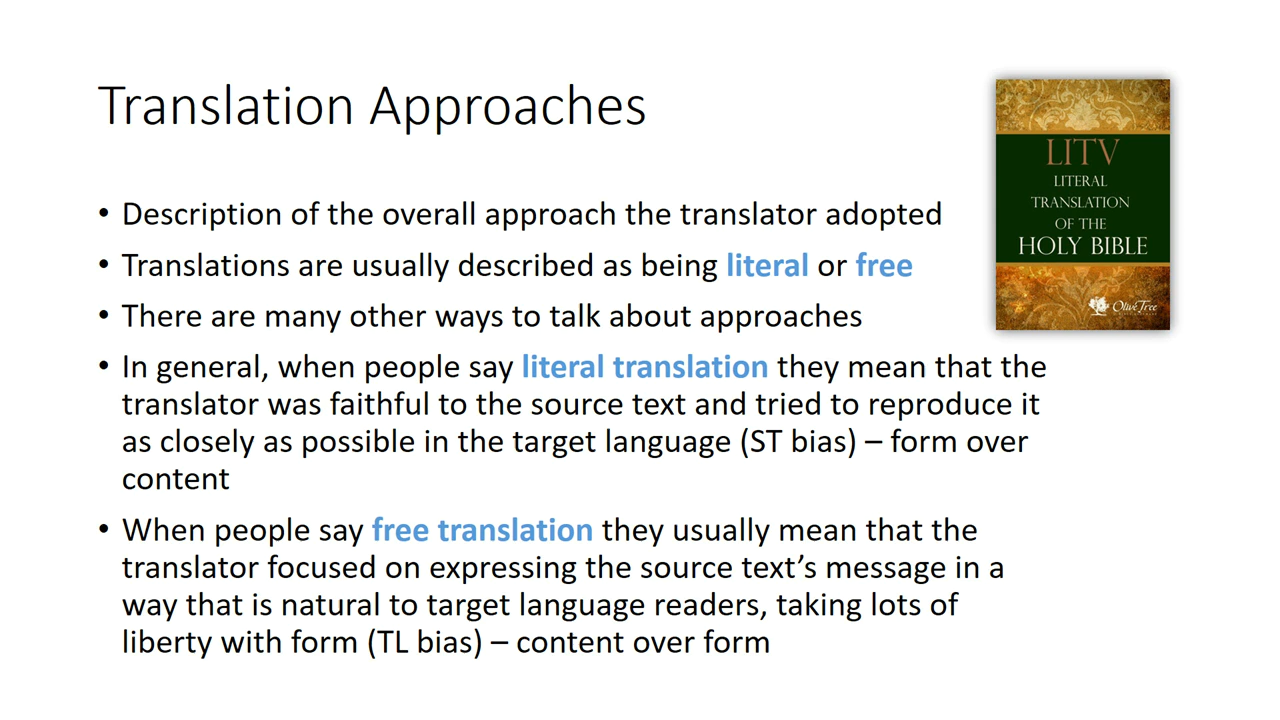 Translation Approaches
• Description of the overall approach the translator adopted
• Translations are usually described as being literal or free
• There are many other ways to talk about approaches
• In general, when people say literal translation they mean that the
translator was faithful to the source text and tried to reproduce it
as closely as possible in the target language (ST bias) – form over
content
• When people say free translation they usually mean that the
translator focused on expressing the source text’s message in a
way that is natural to target language readers, taking lots of
liberty with form (TL bias) – content over form
LITV
LITERAL
TRANSLATION
OF THE
HOLY BIBLE
OliveTree